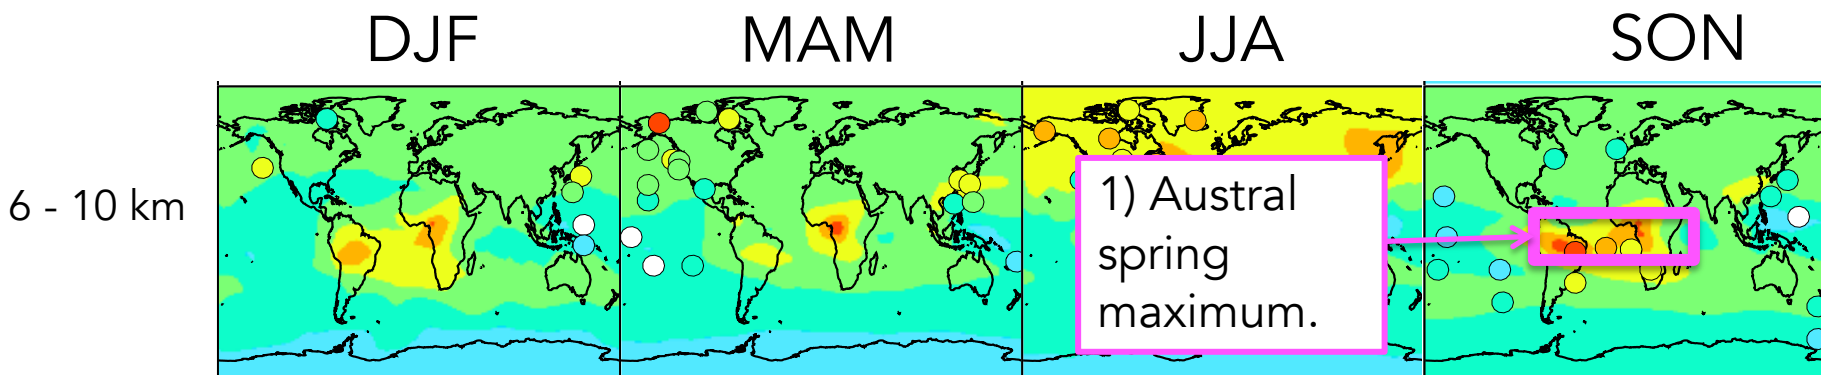 DJF
MAM
JJA
SON
6 - 10 km
1) Austral
spring
maximum.